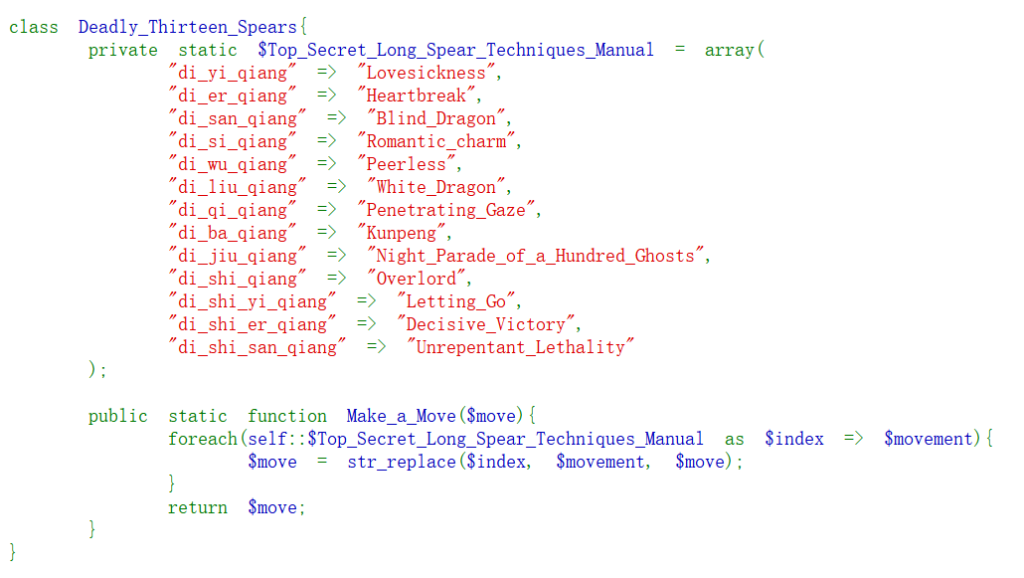 class Deadly_Thirteen_Spears{
private static $Top_Secret_Long_Spear_Techniques_Manual = array(
"di_yi_qiang" => "Lovesickness",
"di_er_qiang" => "Heartbreak",
"di_san_qiang" => "Blind_Dragon",
"di_si_qiang" => "Romantic_charm",
"di_wu_qiang" => "Peerless",
"di_liu_qiang" => "White_Dragon",
"di_qi_qiang" => "Penetrating_Gaze",
"di_ba_qiang" => "Kunpeng",
"di_jiu_qiang" => "Night_Parade_of_a_Hundred_Ghosts",
"di_shi_qiang" => "Overlord",
"di_shi_yi_qiang" => "Letting_Go",
"di_shi_er_qiang" => "Decisive_Victory",
"di_shi_san_qiang" => "Unrepentant_Lethality"
);
public static function Make_a_Move($move){
foreach(self::$Top_Secret_Long_Spear_Techniques_Manual as $index => $movement){
$move = str_replace($index, $movement, $move);
}
return $move;
}
}